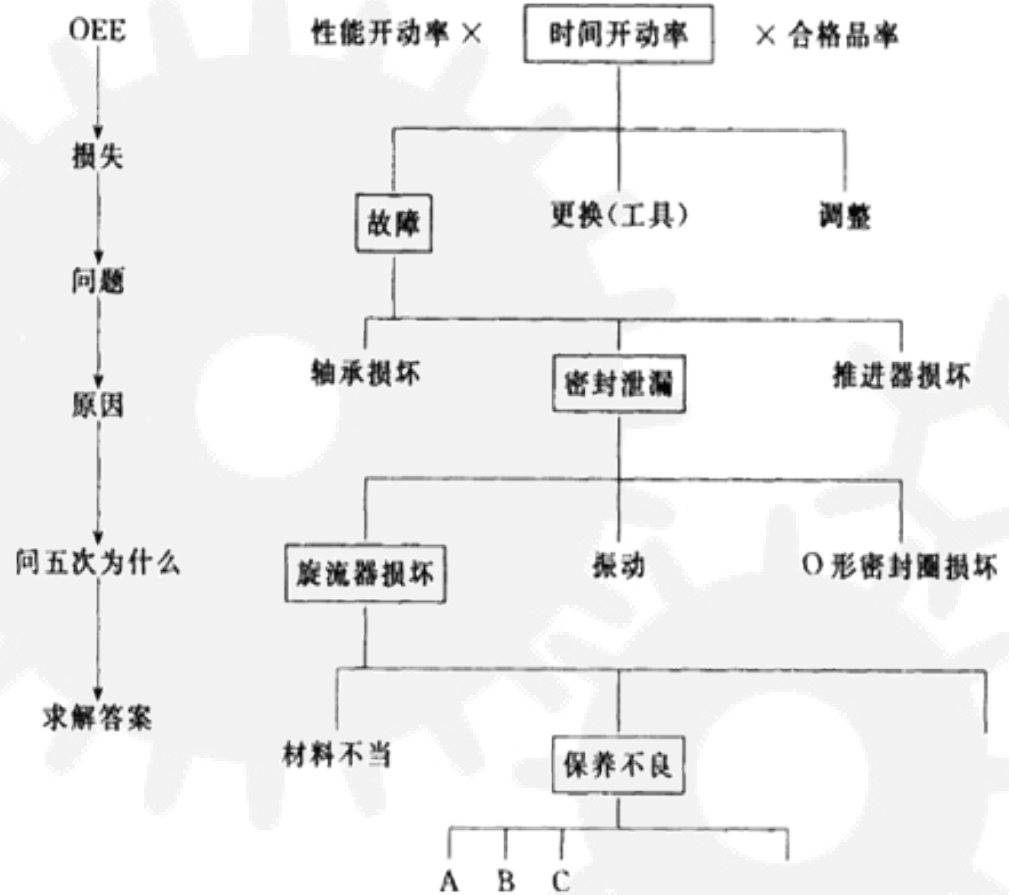 OEE 性能开动率 × 时间开动率 × 合格品率
损失
故障 更换(工具) 调整
问题
轴承损坏 密封泄漏 推进器损坏
原因
问五次为什么 旋流器损坏 振动 O 形密封圈损坏
求解答案
材料不当 保养不良
A B C